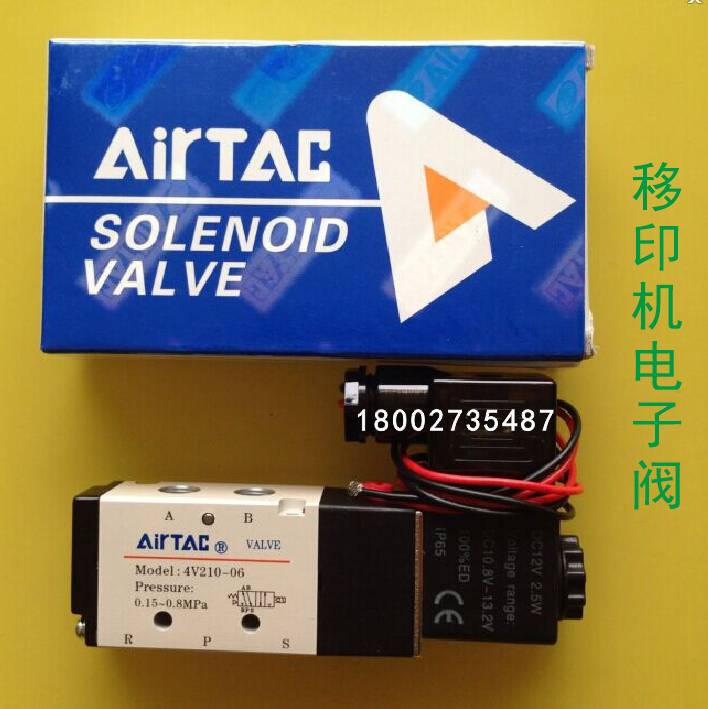 AirTAC
SOLENOID
VALVE
移印机电子阀
18002735487
A
B
AirTAC ® VALVE
Model: 4V210-06
Pressure:
0.15~0.8MPa
R P S
DC12V 2.5W
voltage range:
DC10.8V~13.2V
100%ED
IP65
CE